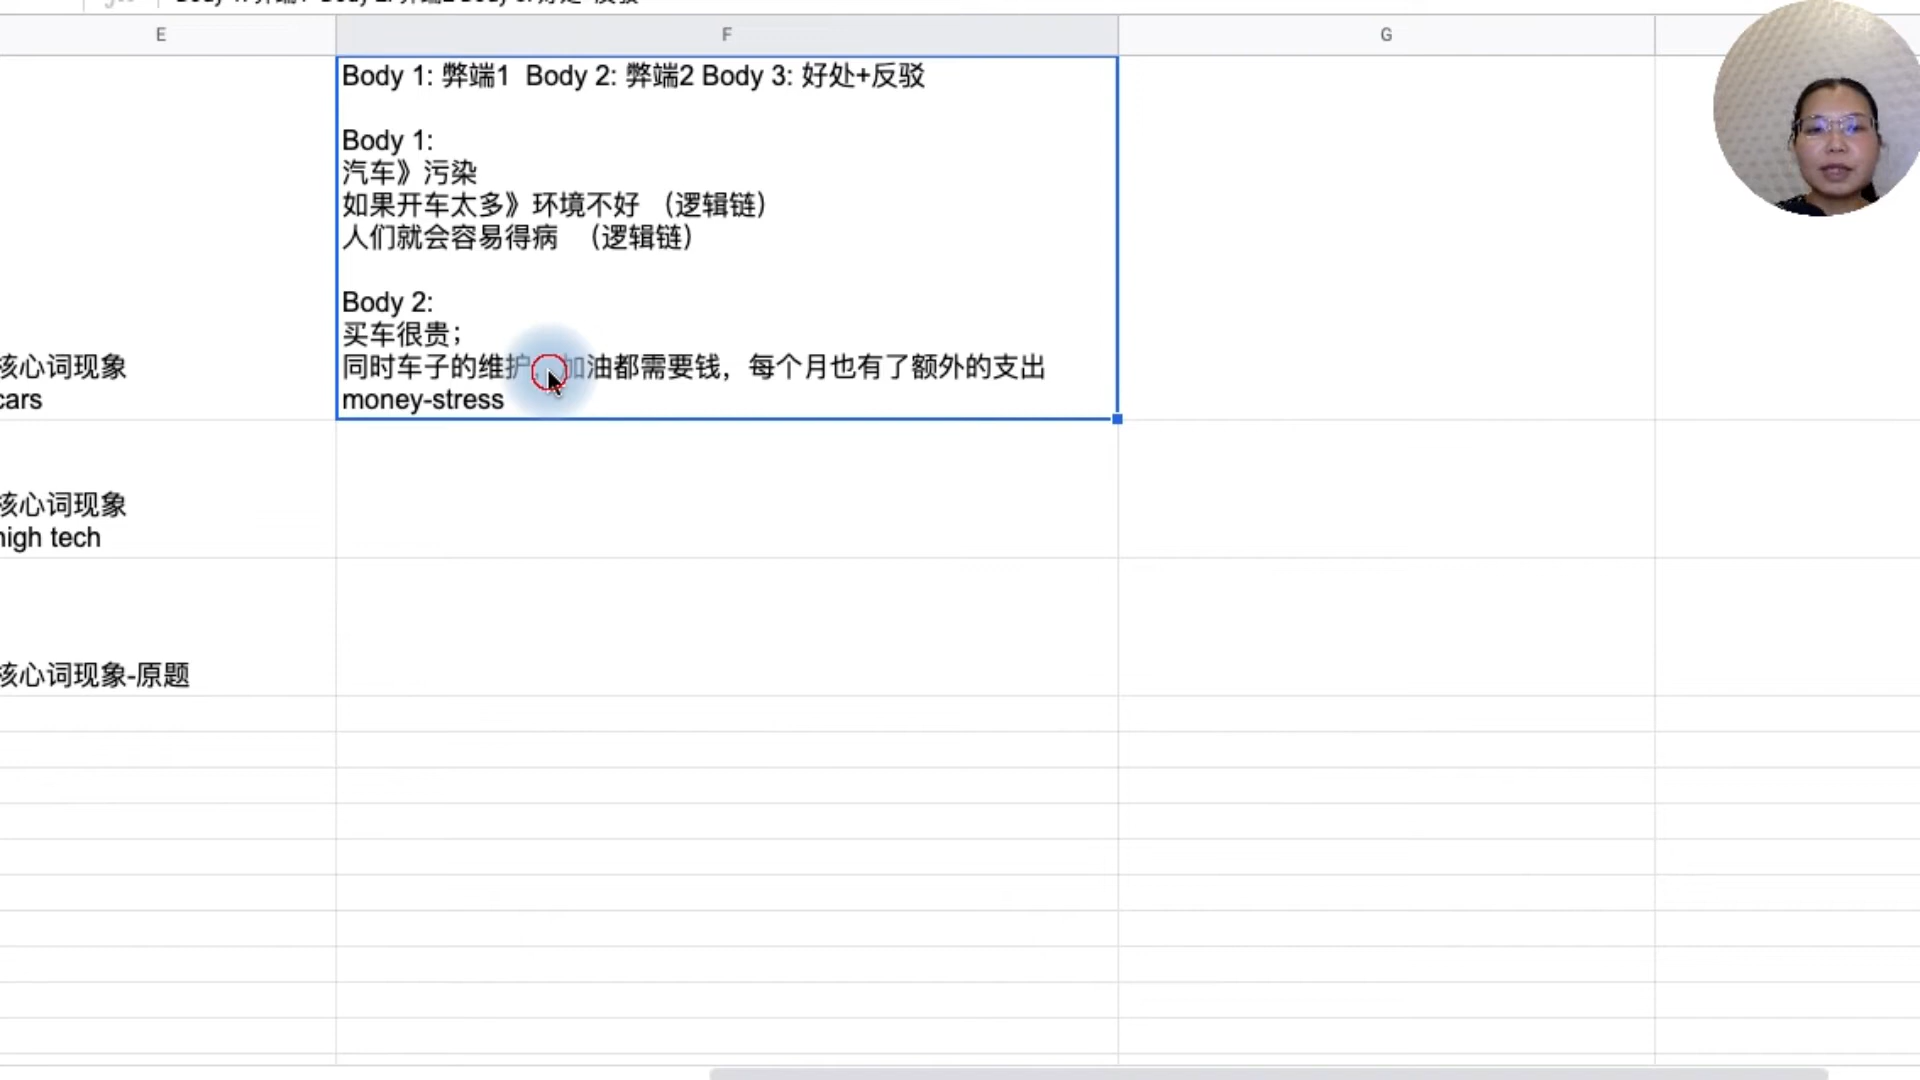 E
F
G
Body 1: 弊端1  Body 2: 弊端2 Body 3: 好处+反驳
Body 1:
汽车》污染
如果开车太多》环境不好 （逻辑链）
人们就会容易得病 （逻辑链）
Body 2:
买车很贵；
同时车子的维护，加油都需要钱，每个月也有了额外的支出
money-stress
核心词现象
cars
核心词现象
high tech
核心词现象-原题